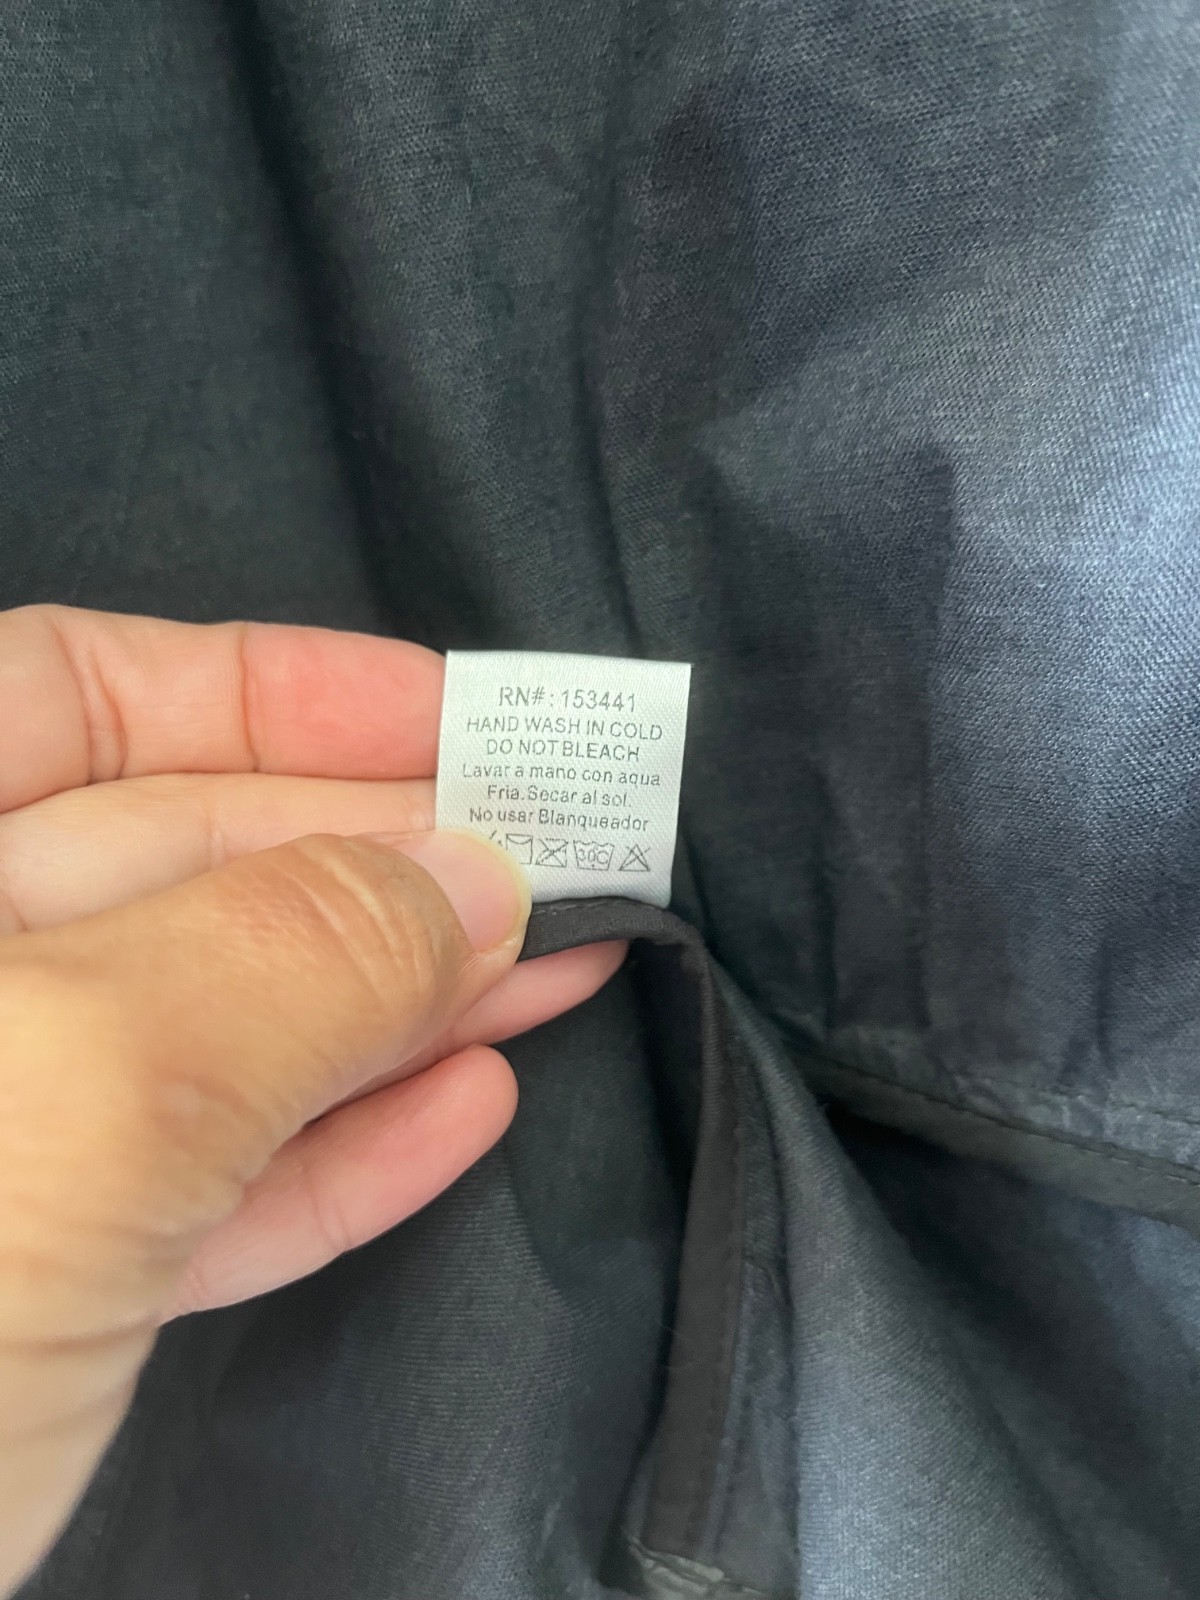 RN#: 153441
HAND WASH IN COLD
DO NOT BLEACH
Lavar a mano con aqua
Fria. Secar al sol.
No usar Blanqueador
30C